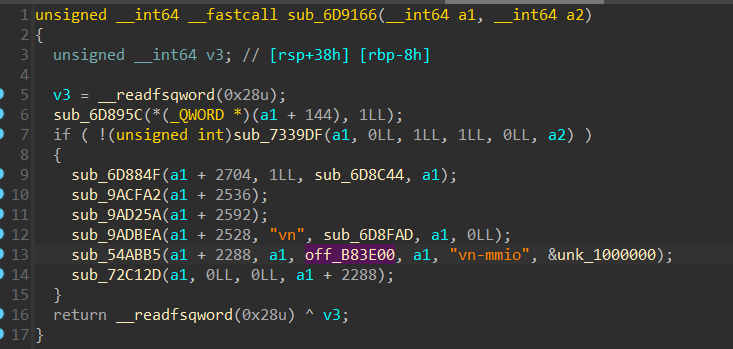 1 unsigned __int64 __fastcall sub_6D9166(__int64 a1, __int64 a2)
2 {
3   unsigned __int64 v3; // [rsp+38h] [rbp-8h]
4
5   v3 = __readfsqword(0x28u);
6   sub_6D895C(*(_QWORD *)(a1 + 144), 1LL);
7   if ( !(unsigned int)sub_7339DF(a1, 0LL, 1LL, 1LL, 0LL, a2) )
8   {
9     sub_6D884F(a1 + 2704, 1LL, sub_6D8C44, a1);
10     sub_9ACFA2(a1 + 2536);
11     sub_9AD25A(a1 + 2592);
12     sub_9ADBEA(a1 + 2528, "vn", sub_6D8FAD, a1, 0LL);
13     sub_54ABB5(a1 + 2288, a1, off_B83E00, a1, "vn-mmio", &unk_1000000);
14     sub_72C12D(a1, 0LL, 0LL, a1 + 2288);
15   }
16   return __readfsqword(0x28u) ^ v3;
17 }